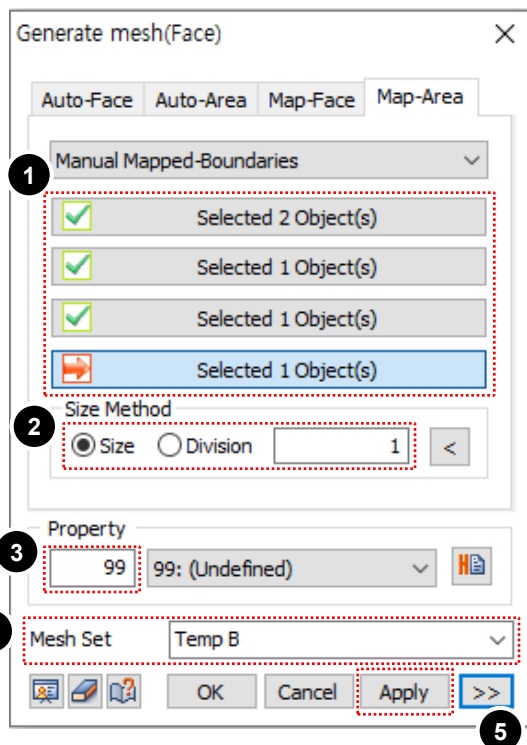 Generate mesh(Face)
Auto-Face Auto-Area Map-Face Map-Area
Manual Mapped-Boundaries
1
Selected 2 Object(s)
Selected 1 Object(s)
Selected 1 Object(s)
Selected 1 Object(s)
Size Method
2
Size Division 1 <
Property
3
99 99: (Undefined) H
Mesh Set Temp B
OK Cancel Apply >>
5